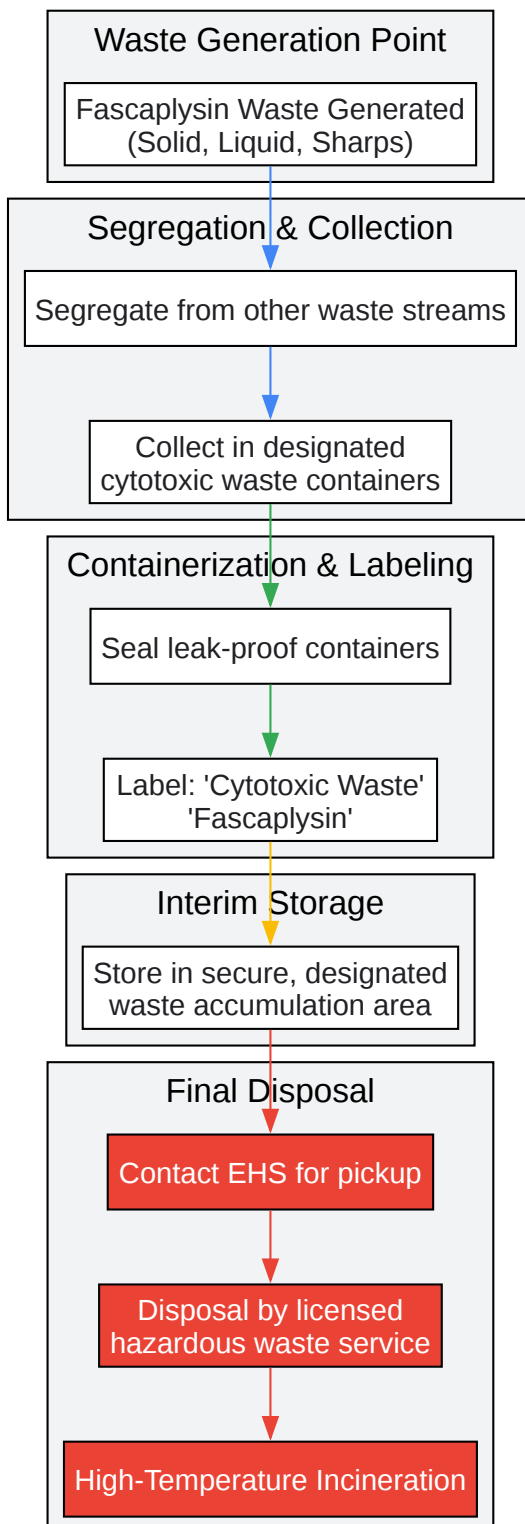 Waste Generation Point
Fascaplysin Waste Generated
(Solid, Liquid, Sharps)
Segregation & Collection
Segregate from other waste streams
Collect in designated
cytotoxic waste containers
Containerization & Labeling
Seal leak-proof containers
Label: 'Cytotoxic Waste'
'Fascaplysin'
Interim Storage
Store in secure, designated
waste accumulation area
Final Disposal
Contact EHS for pickup
Disposal by licensed
hazardous waste service
High-Temperature Incineration